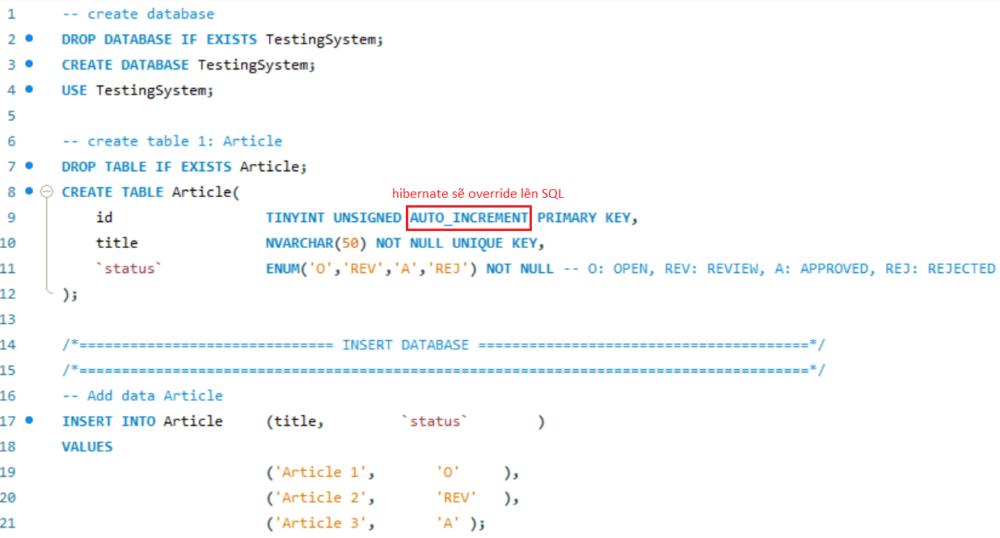 1 -- create database
2 DROP DATABASE IF EXISTS TestingSystem;
3 CREATE DATABASE TestingSystem;
4 USE TestingSystem;
5
6 -- create table 1: Article
7 DROP TABLE IF EXISTS Article;
hibernate sẽ override lên SQL
8 CREATE TABLE Article(
9 id TINYINT UNSIGNED AUTO_INCREMENT PRIMARY KEY,
10 title NVARCHAR(50) NOT NULL UNIQUE KEY,
11 `status` ENUM('O','REV','A','REJ') NOT NULL -- O: OPEN, REV: REVIEW, A: APPROVED, REJ: REJECTED
12 );
13
14 /*============================== INSERT DATABASE =======================================*/
15 /*======================================================================================*/
16 -- Add data Article
17 INSERT INTO Article (title, `status` )
18 VALUES
19 ('Article 1', 'O' ),
20 ('Article 2', 'REV' ),
21 ('Article 3', 'A' );